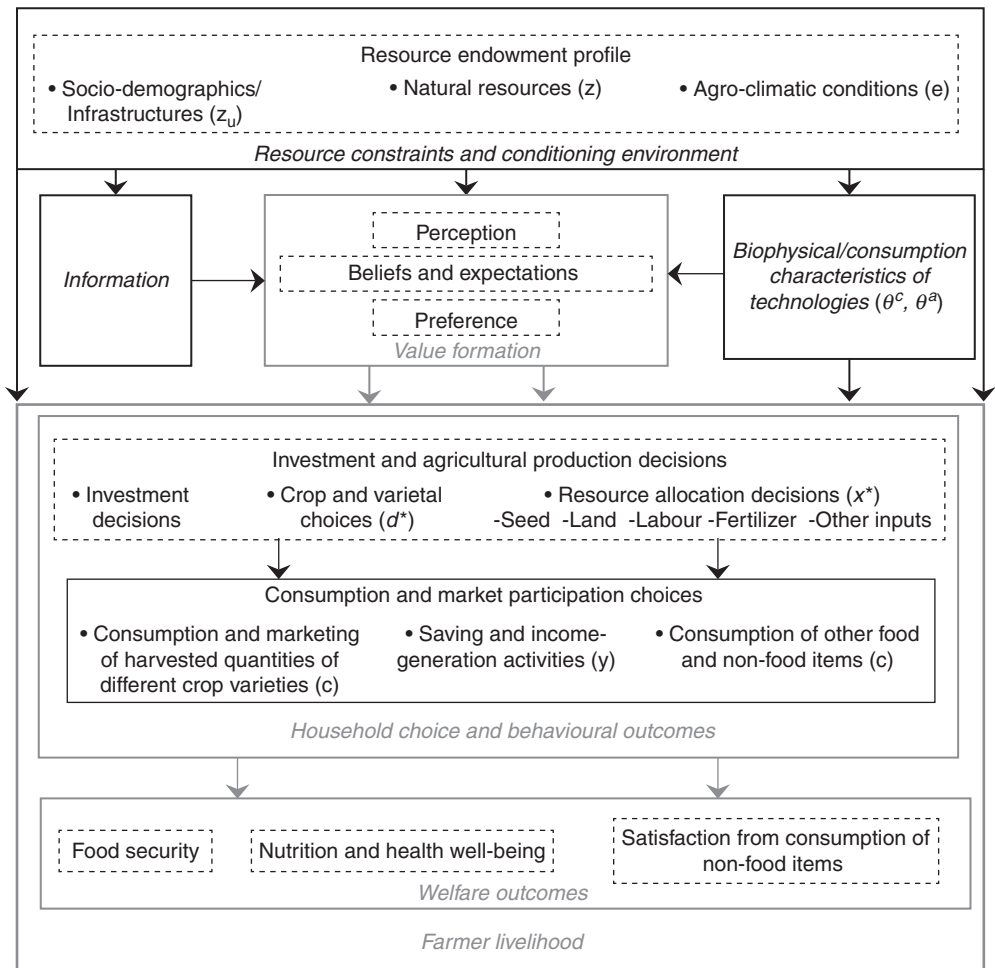 Resource endowment profile
• Socio-demographics/
Infrastructures (zu)
• Natural resources (z)
• Agro-climatic conditions (e)
Resource constraints and conditioning environment
Information
Perception
Beliefs and expectations
Preference
Value formation
Biophysical/consumption
characteristics of
technologies (θc, θa)
Investment and agricultural production decisions
• Investment
decisions
• Crop and varietal
choices (d*)
• Resource allocation decisions (x*)
-Seed -Land -Labour -Fertilizer -Other inputs
Consumption and market participation choices
• Consumption and marketing
of harvested quantities of
different crop varieties (c)
• Saving and income-
generation activities (y)
• Consumption of other food
and non-food items (c)
Household choice and behavioural outcomes
Food security
Nutrition and health well-being
Satisfaction from consumption of
non-food items
Welfare outcomes
Farmer livelihood